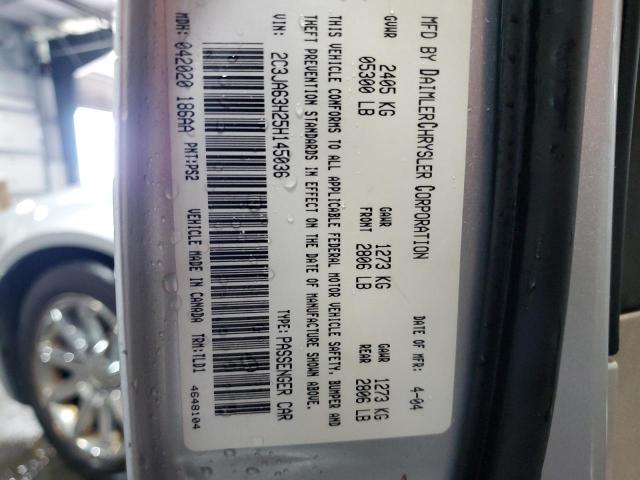 MFD BY DAIMLERCHRYSLER CORPORATION DATE OF MFR: 4-04
GVWR 2405 KG GAWR 1273 KG GAWR 1273 KG
05300 LB FRONT 2806 LB REAR 2806 LB
THIS VEHICLE CONFORMS TO ALL APPLICABLE FEDERAL MOTOR VEHICLE SAFETY, BUMPER AND
THEFT PREVENTION STANDARDS IN EFFECT ON THE DATE OF MANUFACTURE SHOWN ABOVE.
VIN: 2C3JA63H25H145036 TYPE: PASSENGER CAR
MDH: 042020 186AA PNT:PS2 VEHICLE MADE IN CANADA TRM:TLD1 4648104